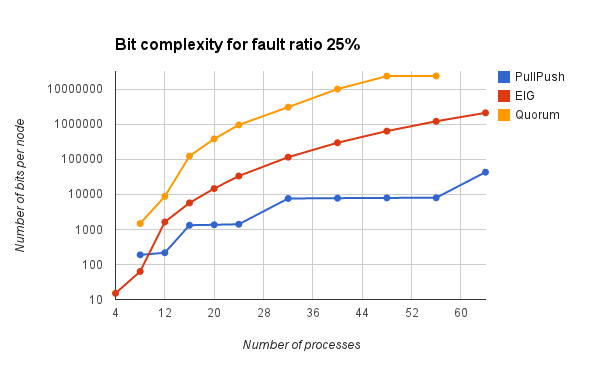 Bit complexity for fault ratio 25%
Number of bits per node
10000000
1000000
100000
10000
1000
100
10
4 12 20 28 36 44 52 60
Number of processes
PullPush
EIG
Quorum